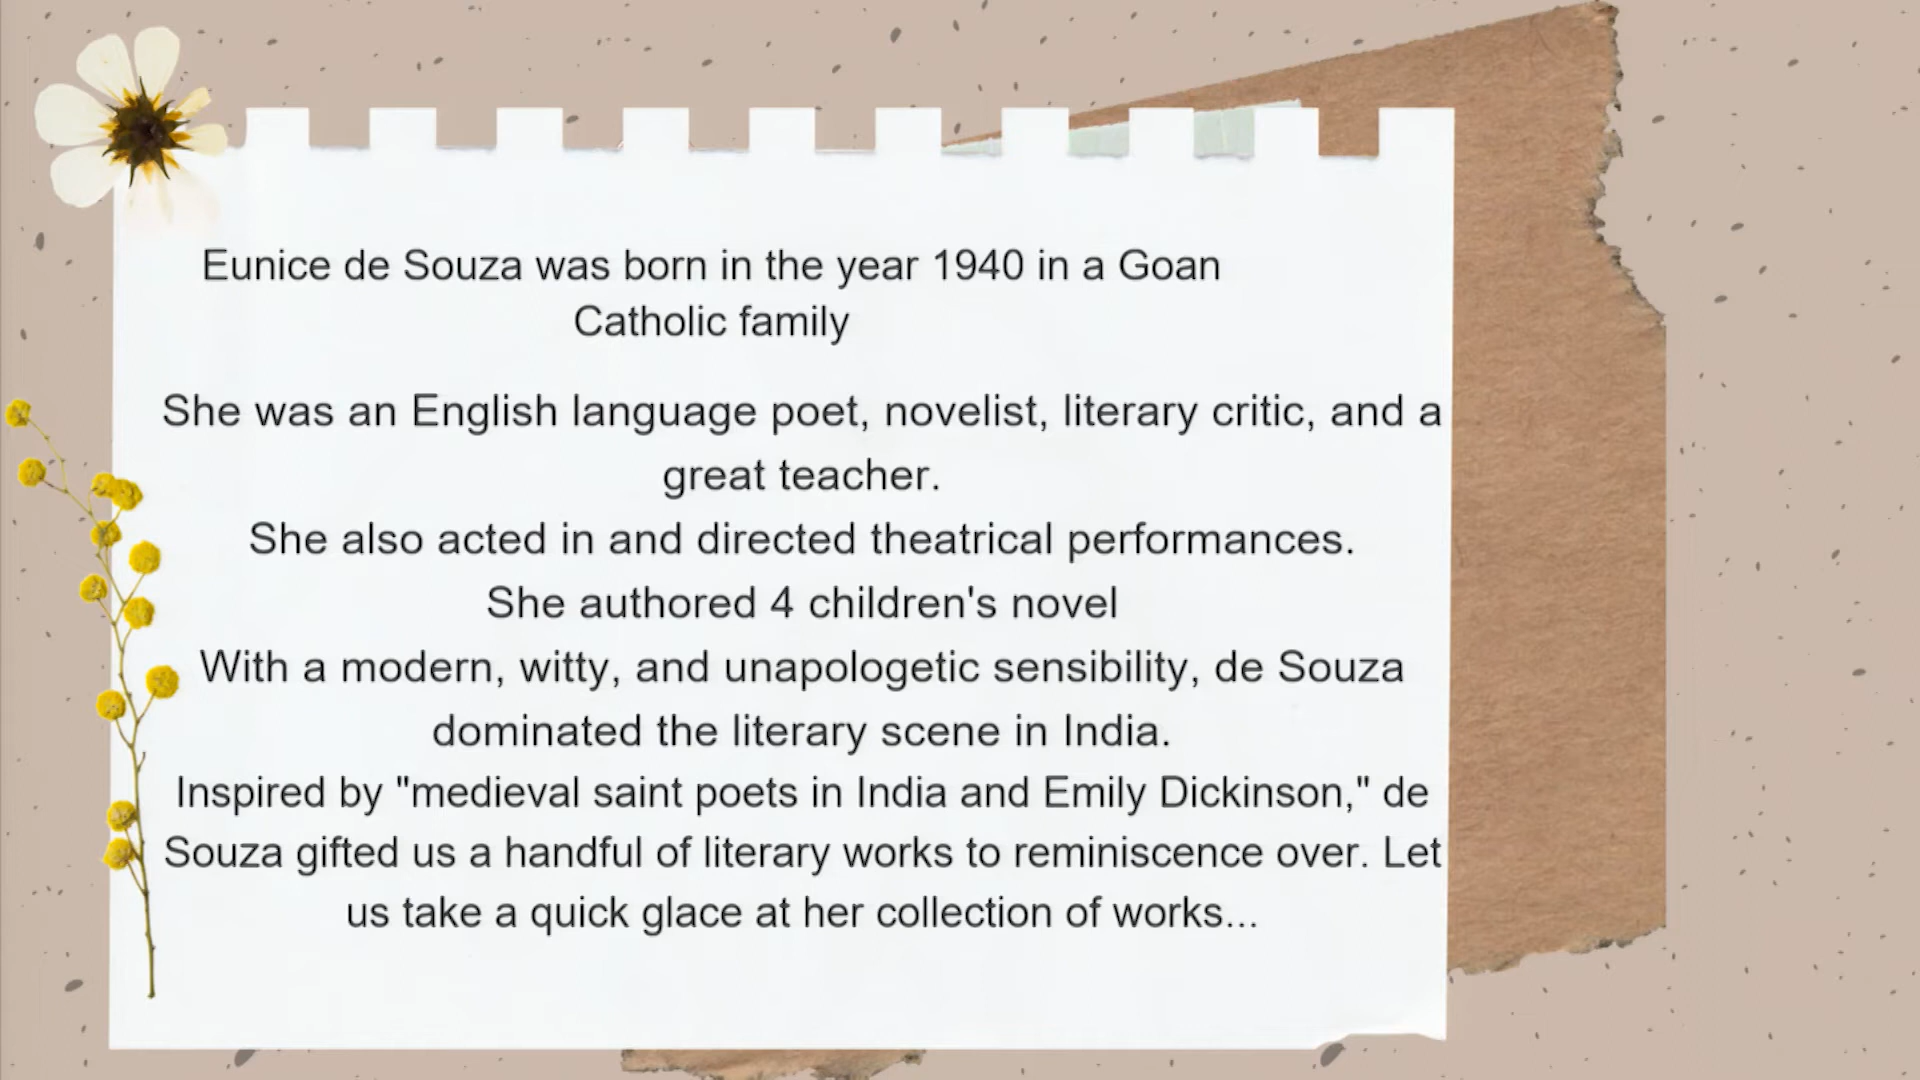 Eunice de Souza was born in the year 1940 in a Goan
Catholic family
She was an English language poet, novelist, literary critic, and a
great teacher.
She also acted in and directed theatrical performances.
She authored 4 children's novel
With a modern, witty, and unapologetic sensibility, de Souza
dominated the literary scene in India.
Inspired by "medieval saint poets in India and Emily Dickinson," de
Souza gifted us a handful of literary works to reminiscence over. Let
us take a quick glace at her collection of works...